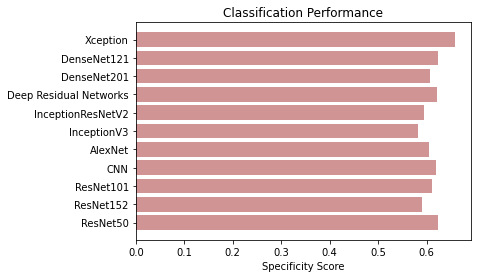 Classification Performance
Xception
DenseNet121
DenseNet201
Deep Residual Networks
InceptionResNetV2
InceptionV3
AlexNet
CNN
ResNet101
ResNet152
ResNet50
0.0 0.1 0.2 0.3 0.4 0.5 0.6
Specificity Score